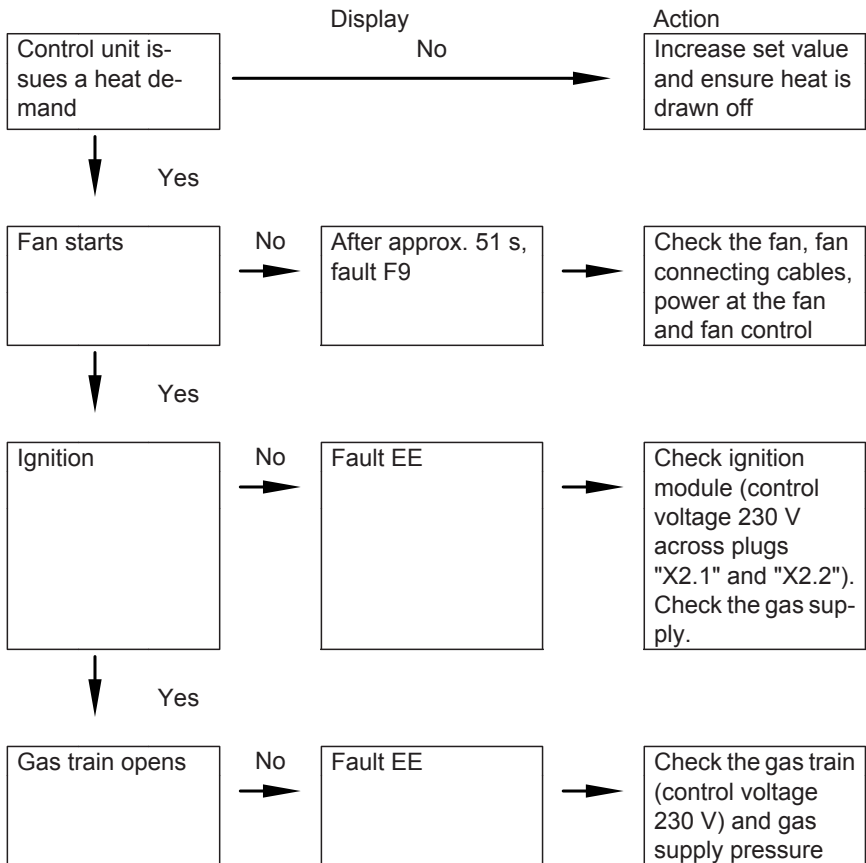 Display
Action
Control unit is-
sues a heat de-
mand
No
Increase set value
and ensure heat is
drawn off
Yes
Fan starts
No
After approx. 51 s,
fault F9
Check the fan, fan
connecting cables,
power at the fan
and fan control
Yes
Ignition
No
Fault EE
Check ignition
module (control
voltage 230 V
across plugs
"X2.1" and "X2.2").
Check the gas sup-
ply.
Yes
Gas train opens
No
Fault EE
Check the gas train
(control voltage
230 V) and gas
supply pressure